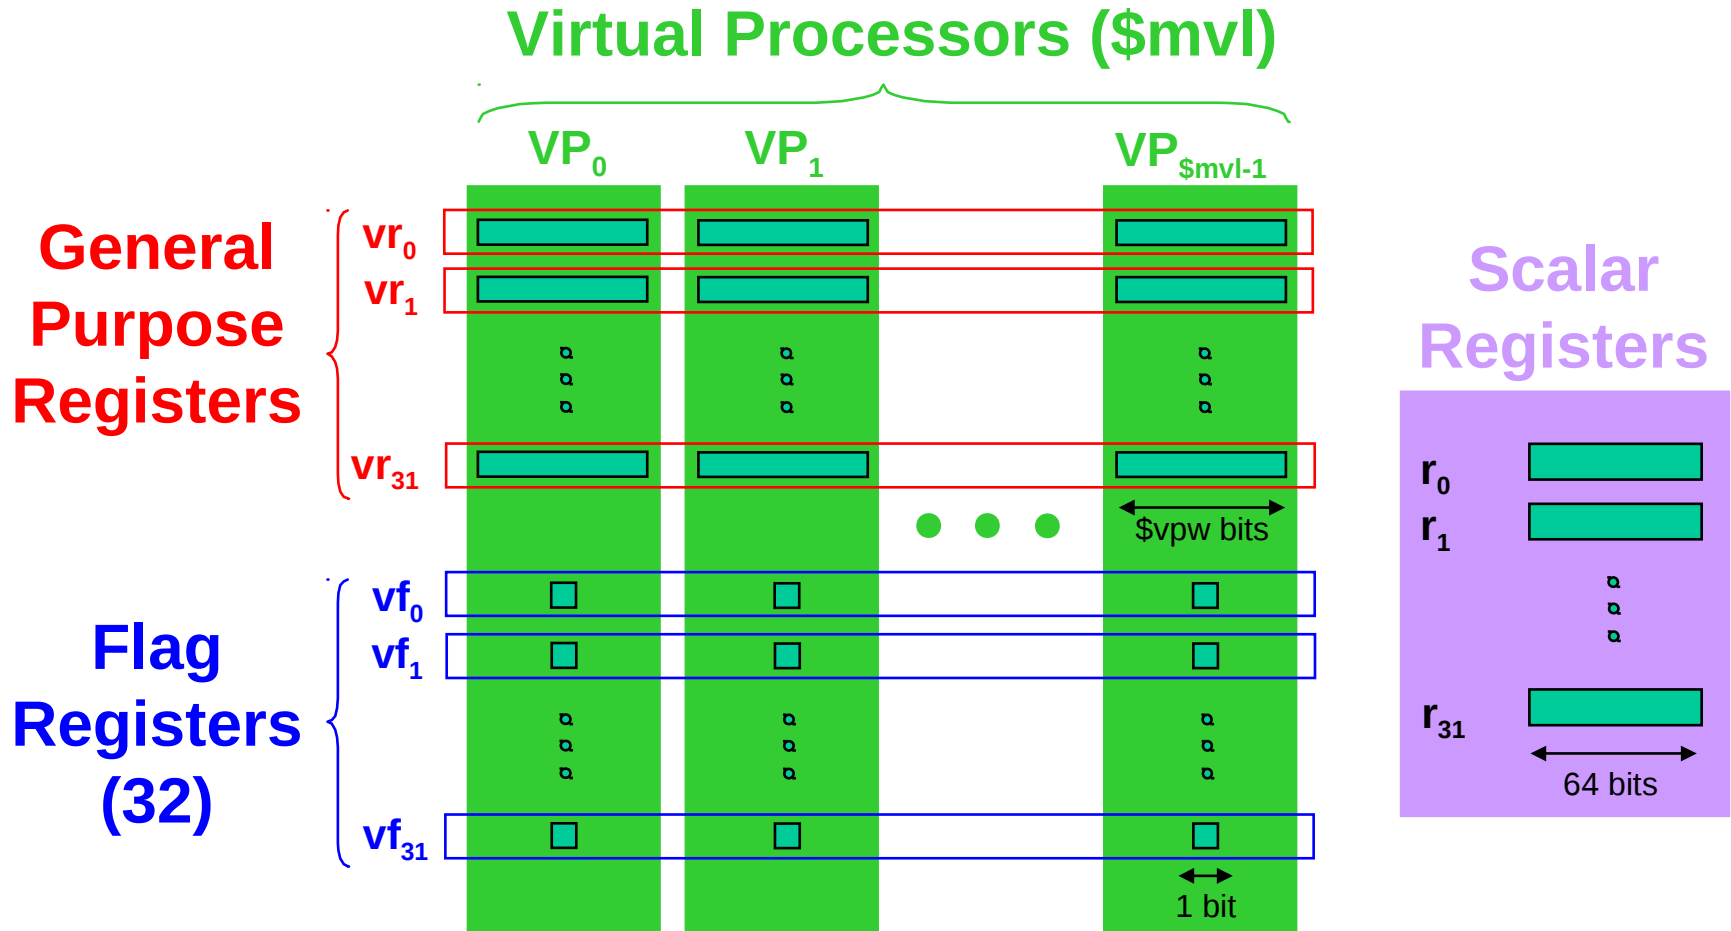 Virtual Processors ($mvl)
VP0 VP1 VP$mvl-1
General
Purpose
Registers
vr0
vr1
vr31
$vpw bits
Flag
Registers
(32)
vf0
vf1
vf31
1 bit
Scalar
Registers
r0
r1
r31
64 bits